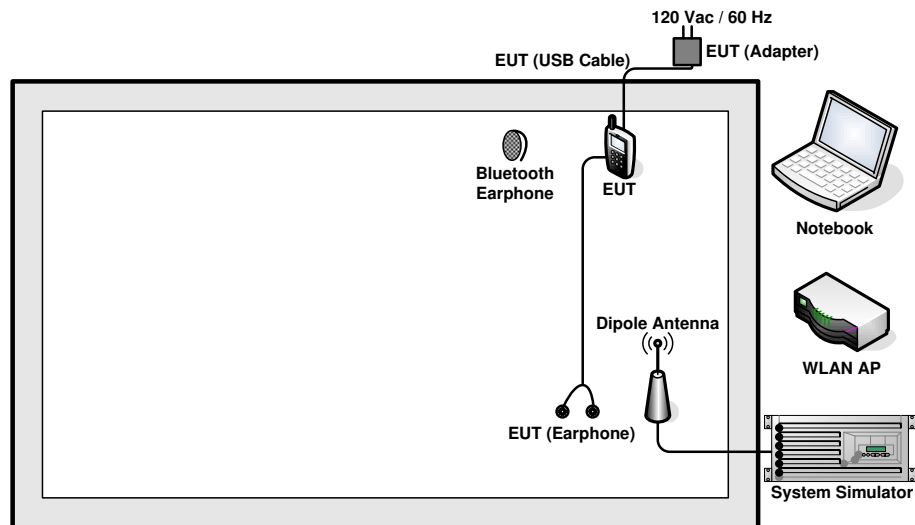 120 Vac / 60 Hz
EUT (USB Cable)
EUT (Adapter)
Bluetooth
Earphone
EUT
Notebook
Dipole Antenna
WLAN AP
EUT (Earphone)
System Simulator